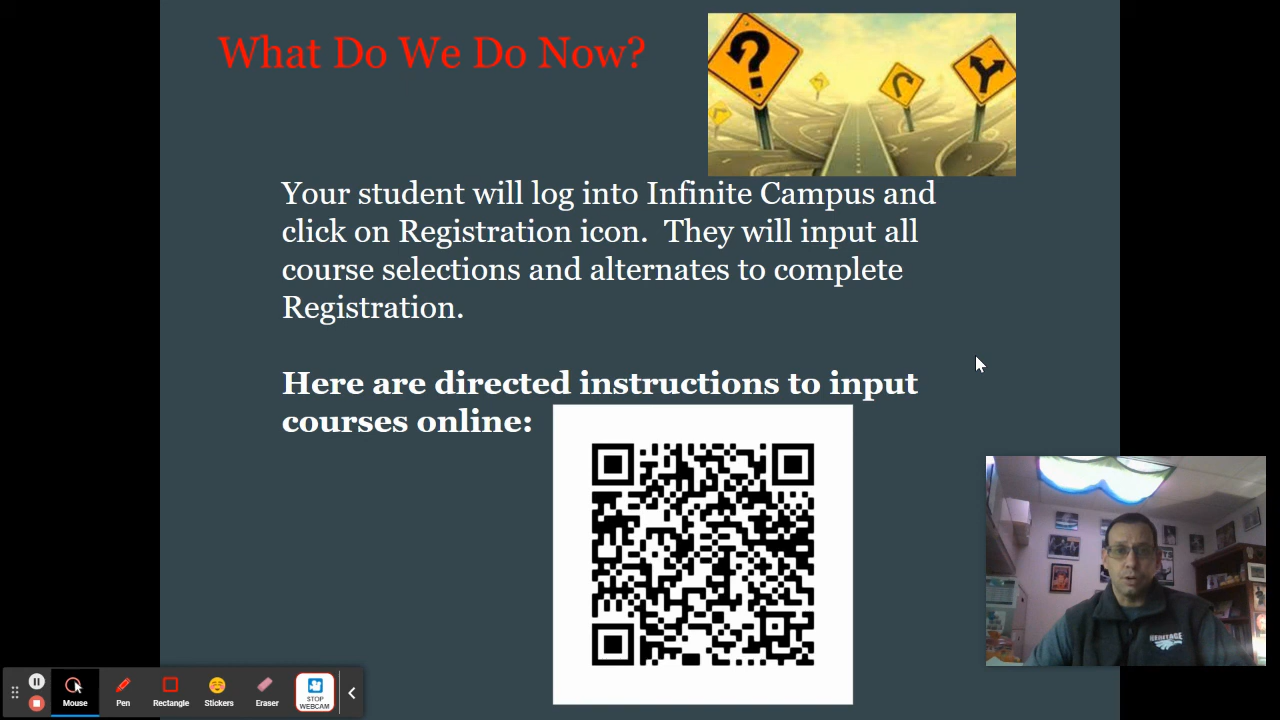 What Do We Do Now?
?
Your student will log into Infinite Campus and
click on Registration icon.  They will input all
course selections and alternates to complete
Registration.
Here are directed instructions to input
courses online:
HERITAGE
Mouse
Pen
Rectangle
Stickers
Eraser
STOP
WEBCAM